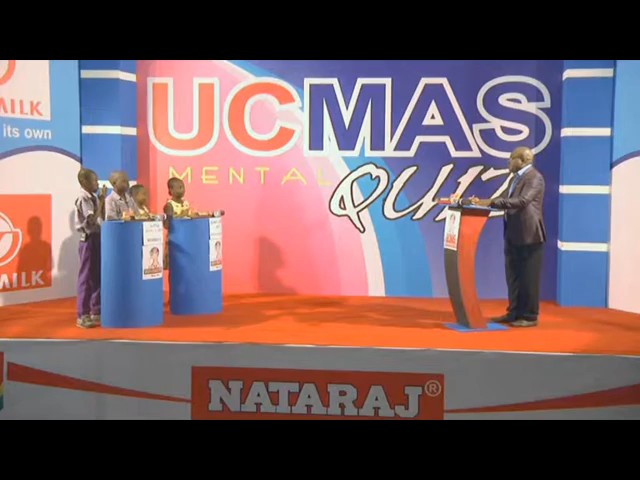 MILK
its own
UCMAS
MENTAL
QUIZ
MILK
NATARAJ®